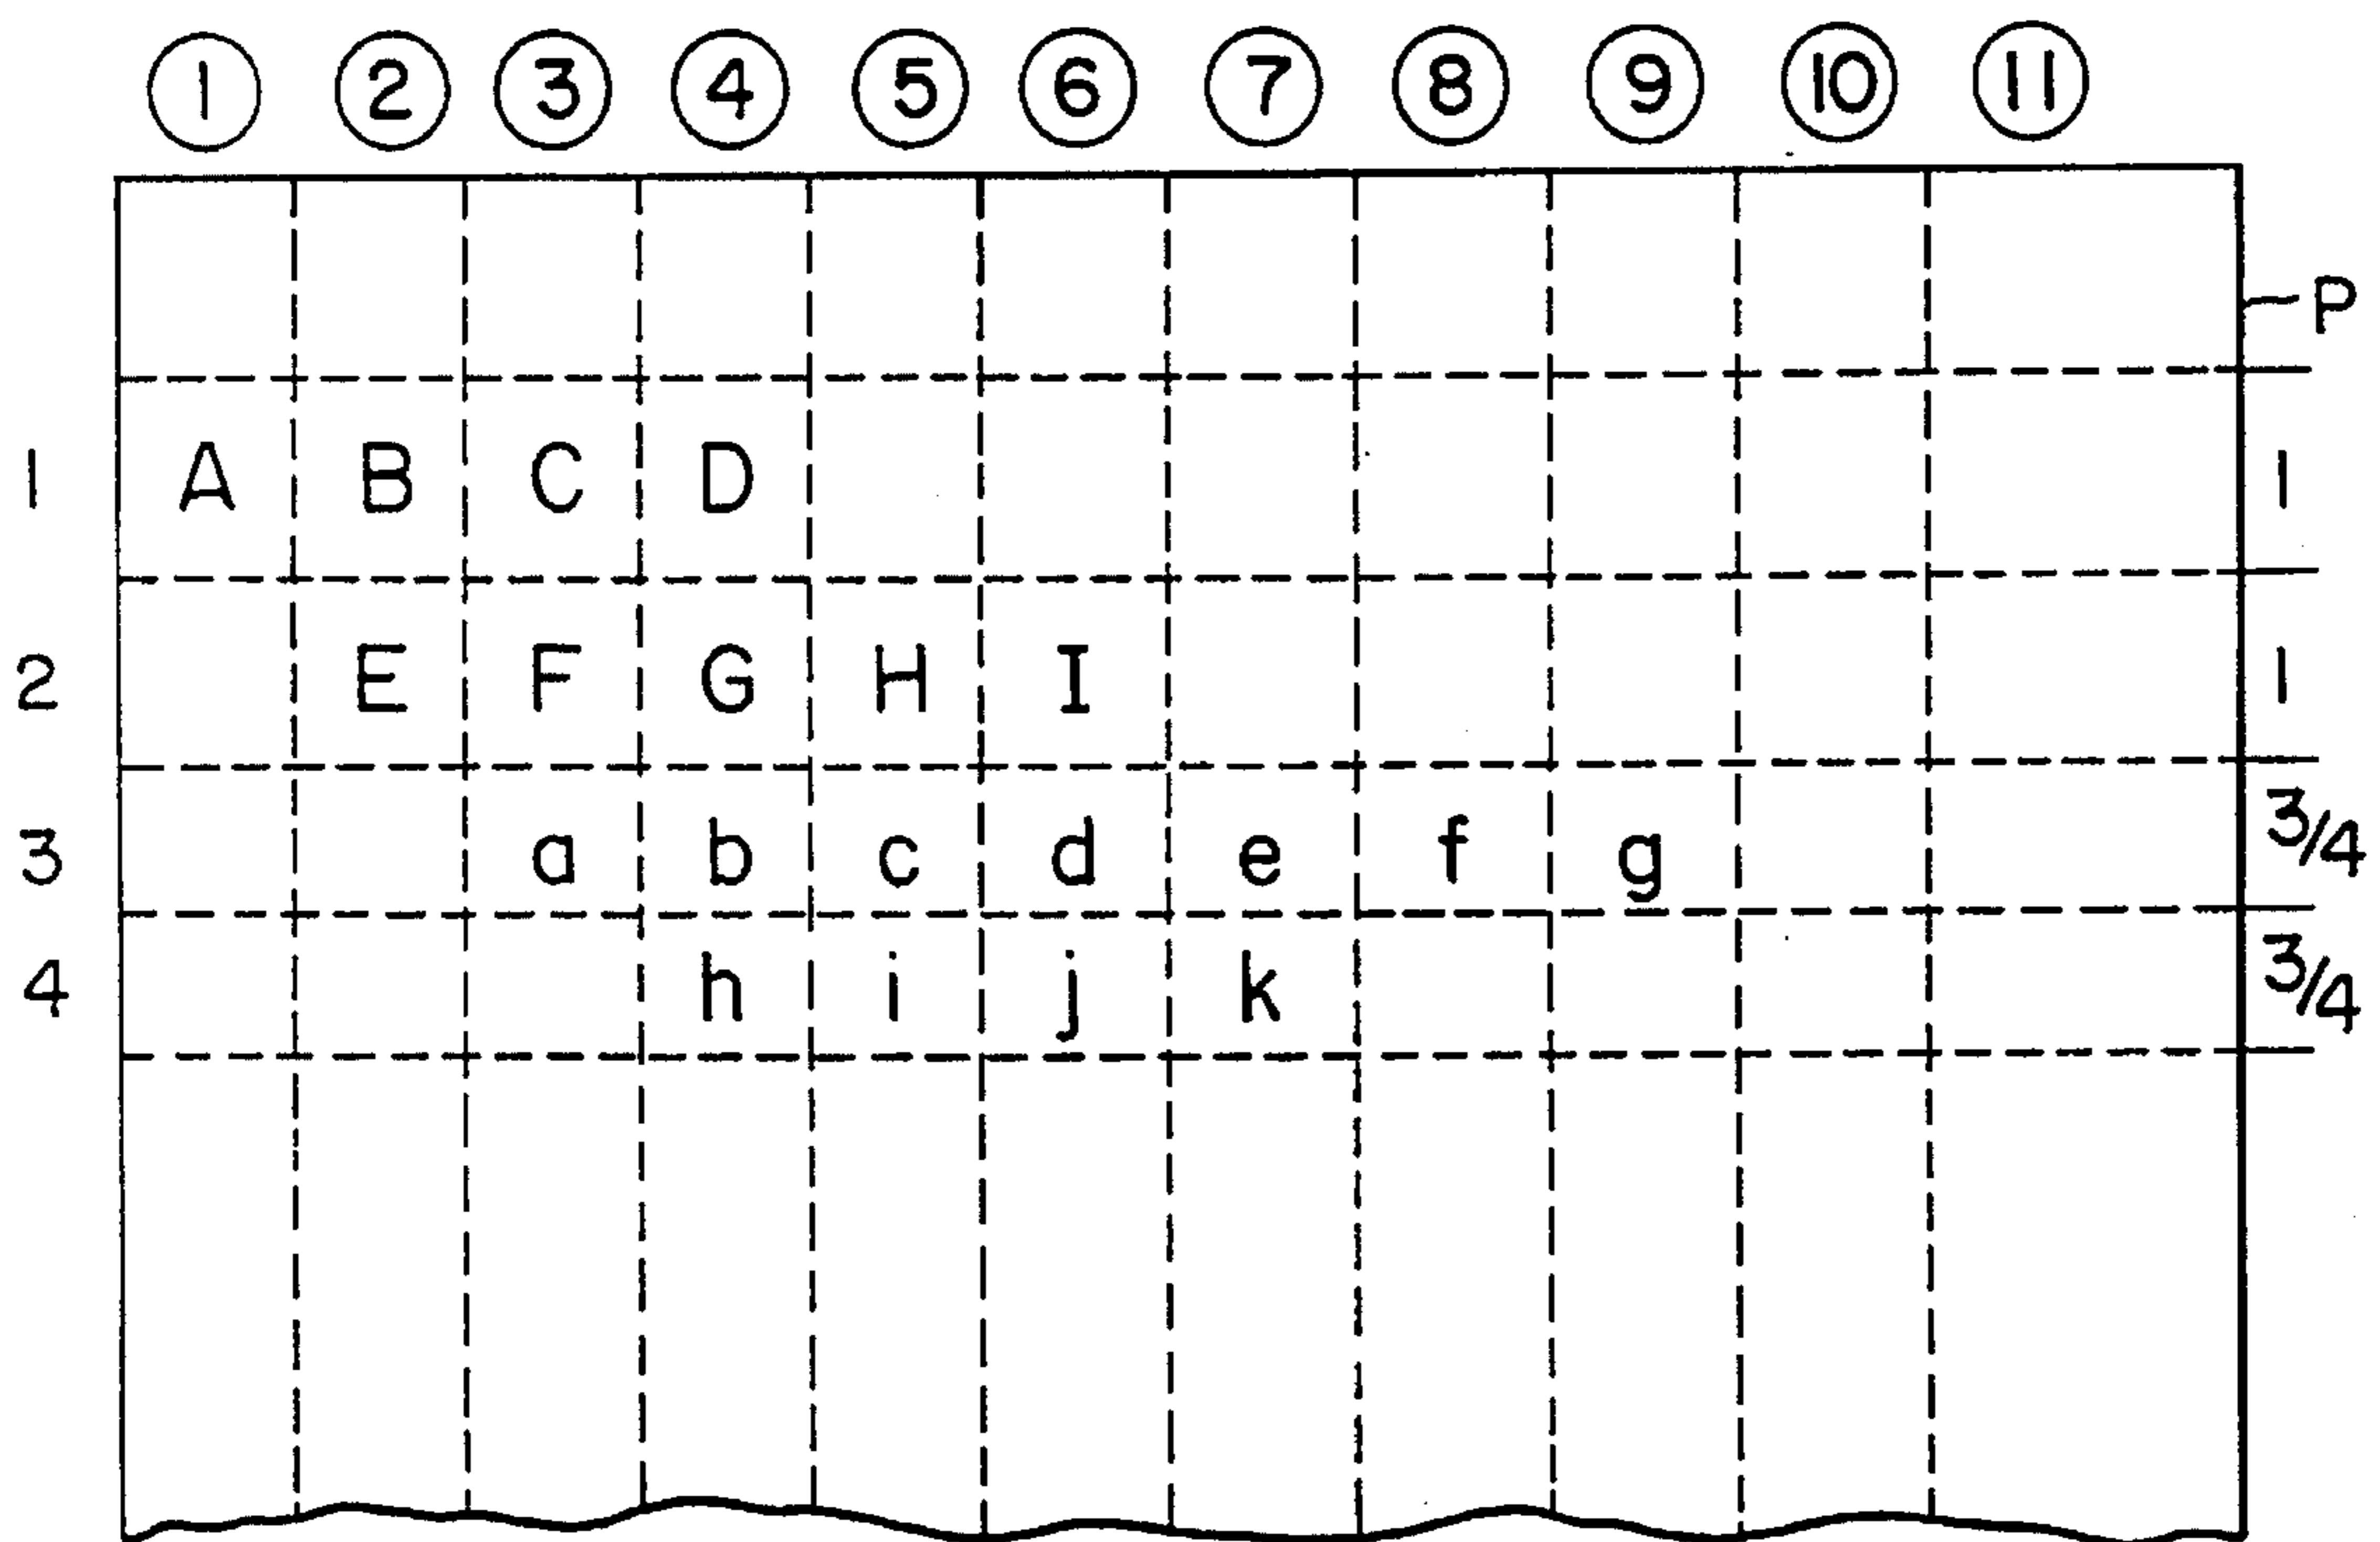 ① ② ③ ④ ⑤ ⑥ ⑦ ⑧ ⑨ ⑩ ⑪
P
1 A B C D 1
2 E F G H I 1
3 a b c d e f g 3/4
4 h i j k 3/4